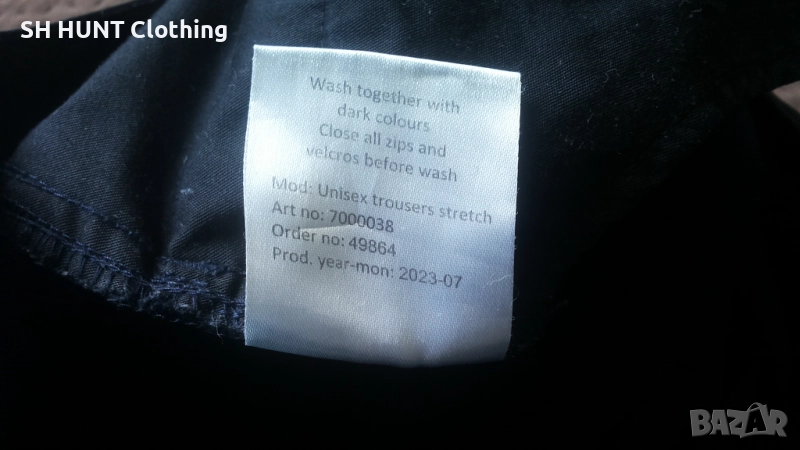 SH HUNT Clothing
Wash together with
dark colours
Close all zips and
velcros before wash
Mod: Unisex trousers stretch
Art no: 7000038
Order no: 49864
Prod. year-mon: 2023-07
BAZAR